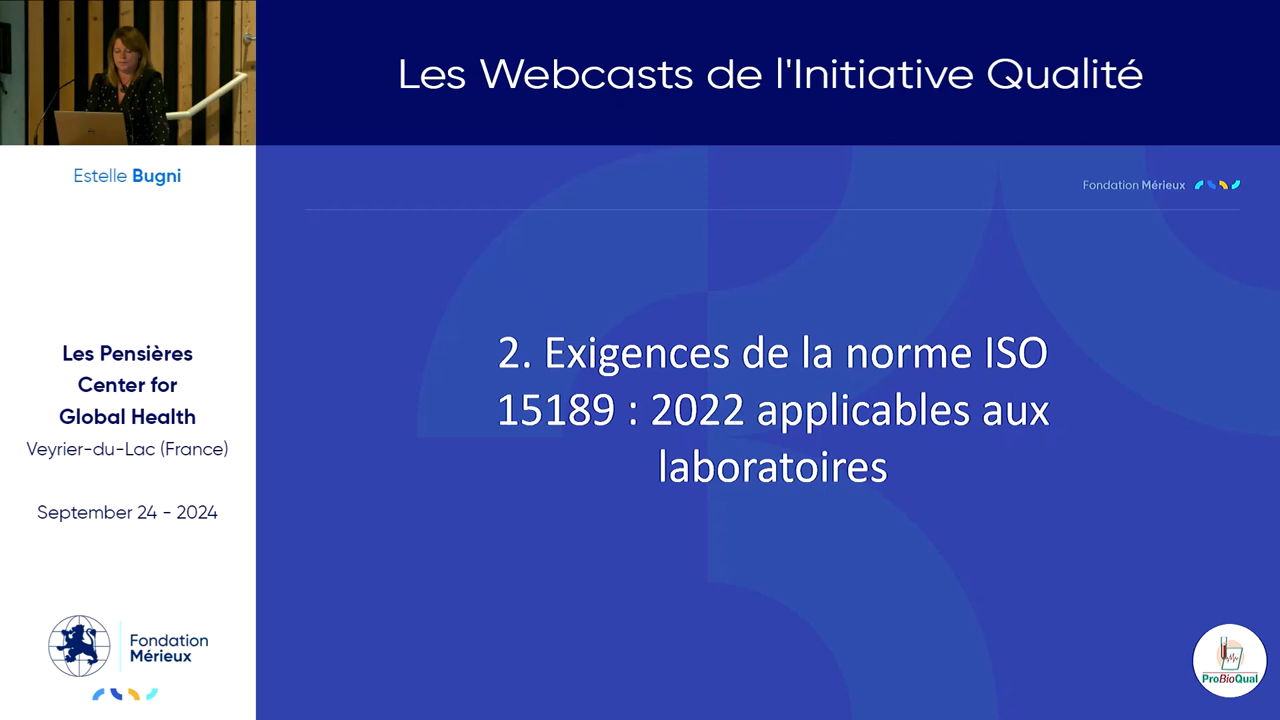 Les Webcasts de l'Initiative Qualité
Estelle Bugni
Fondation Mérieux
2. Exigences de la norme ISO
15189 : 2022 applicables aux
laboratoires
Les Pensières
Center for
Global Health
Veyrier-du-Lac (France)
September 24 - 2024
Fondation
Mérieux
ProBioQual